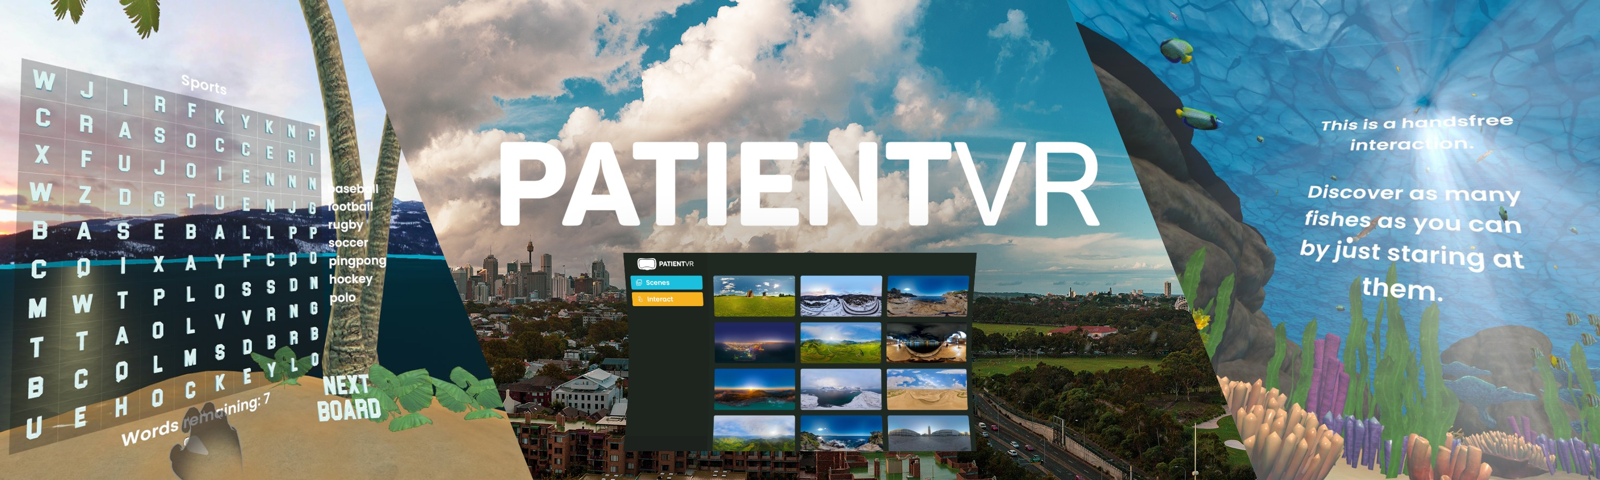 Sports
W J I R F K Y K N P
C R A S O C C E R I
X F U J O I E N N N
W Z D G T U E N J G
B A S E B A L L P P
C Q I X A Y F C D O
M W T P L O S S D N
T T A O L V V R N G
B C Q L M S D B R B
U E H O C K E Y L O
baseball
football
rugby
soccer
pingpong
hockey
polo
Words remaining: 7
NEXT
BOARD
PATIENTVR
PATIENTVR
Scenes
Interact
This is a handsfree
interaction.
Discover as many
fishes as you can
by just staring at
them.